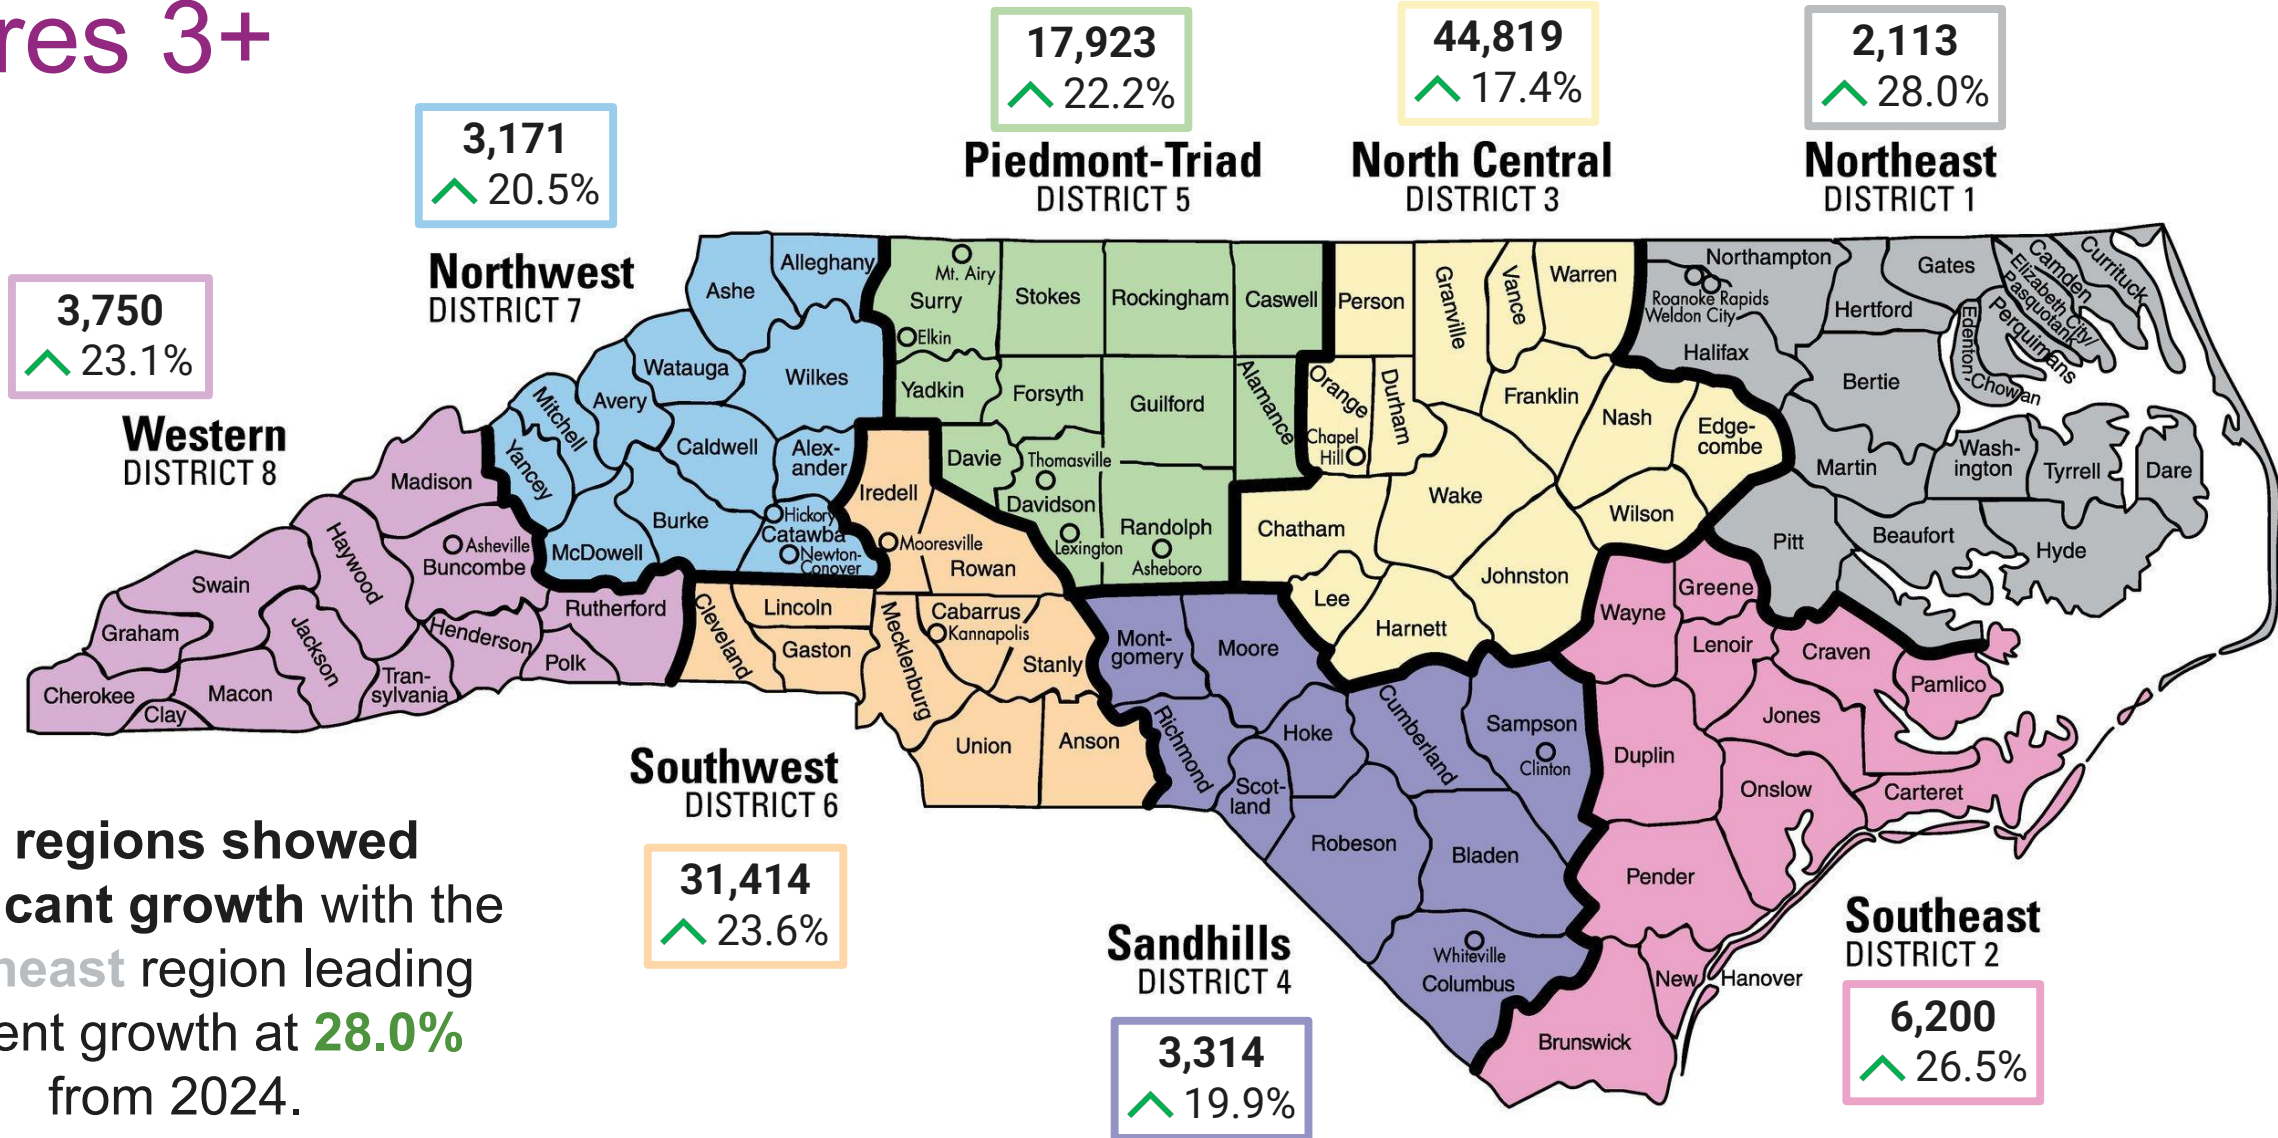 res 3+
17,923
22.2%
Piedmont-Triad
DISTRICT 5
44,819
17.4%
North Central
DISTRICT 3
2,113
28.0%
Northeast
DISTRICT 1
3,171
20.5%
Northwest
DISTRICT 7
3,750
23.1%
Western
DISTRICT 8
Ashe
Alleghany
Watauga
Wilkes
Mitchell
Avery
Yancey
Caldwell
Alex-
ander
Burke
McDowell
Hickory
Catawba
Newton-
Conover
Mt. Airy
Surry
Elkin
Stokes
Rockingham
Caswell
Yadkin
Forsyth
Guilford
Alamance
Davie
Thomasville
Davidson
Lexington
Randolph
Asheboro
Person
Granville
Vance
Warren
Orange
Durham
Chapel
Hill
Franklin
Nash
Edge-
combe
Wake
Wilson
Chatham
Johnston
Lee
Harnett
Northampton
Roanoke Rapids
Weldon City
Halifax
Hertford
Gates
Camden
Currituck
Elizabeth City/
Pasquotank
Perquimans
Edenton-Chowan
Bertie
Martin
Wash-
ington
Tyrrell
Dare
Pitt
Beaufort
Hyde
Madison
Haywood
Asheville
Buncombe
Swain
Graham
Jackson
Henderson
Rutherford
Polk
Tran-
sylvania
Cherokee
Clay
Macon
Iredell
Mooresville
Rowan
Cleveland
Lincoln
Gaston
Mecklenburg
Cabarrus
Kannapolis
Stanly
Union
Anson
Mont-
gomery
Moore
Richmond
Hoke
Scot-
land
Cumberland
Sampson
Clinton
Robeson
Bladen
Whiteville
Columbus
Wayne
Greene
Lenoir
Craven
Pamlico
Jones
Duplin
Onslow
Carteret
Pender
New Hanover
Brunswick
Southwest
DISTRICT 6
31,414
23.6%
Sandhills
DISTRICT 4
3,314
19.9%
Southeast
DISTRICT 2
6,200
26.5%
regions showed
icant growth with the
heast region leading
ent growth at 28.0%
from 2024.